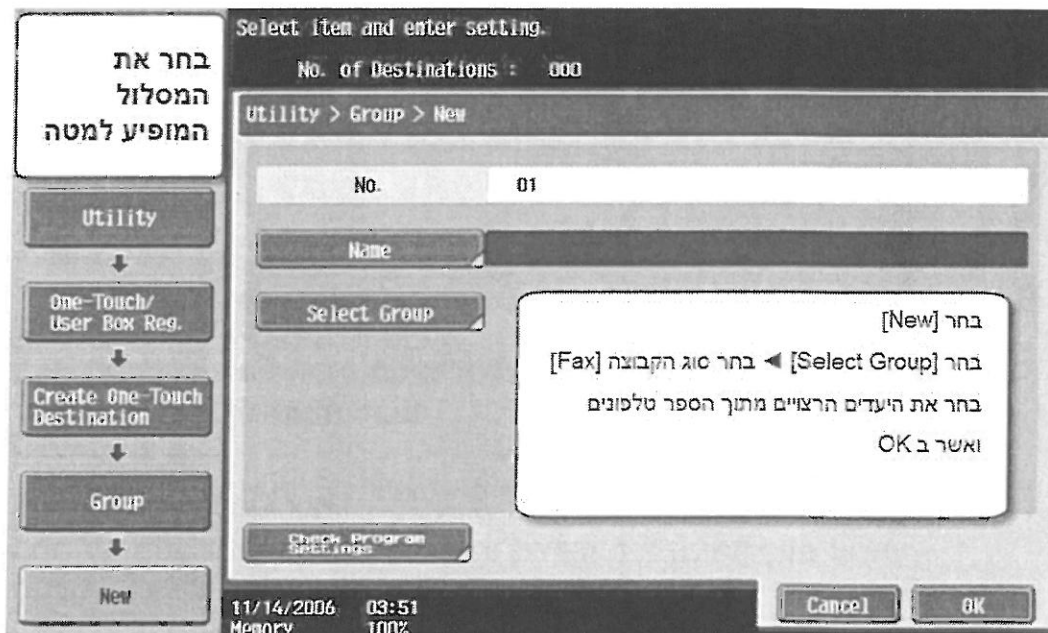 בחר את
המסלול
המופיע למטה
Utility
One-Touch/
User Box Reg.
Create One-Touch
Destination
Group
New
Select item and enter setting.
No. of Destinations : 000
Utility > Group > New
No. 01
Name
Select Group
בחר [New]
בחר [Select Group] ◄ בחר סוג הקבוצה [Fax]
בחר את היעדים הרצויים מתוך הספר טלפונים
ואשר ב OK
Check Program
Settings
11/14/2006 03:51
Memory 100%
Cancel OK